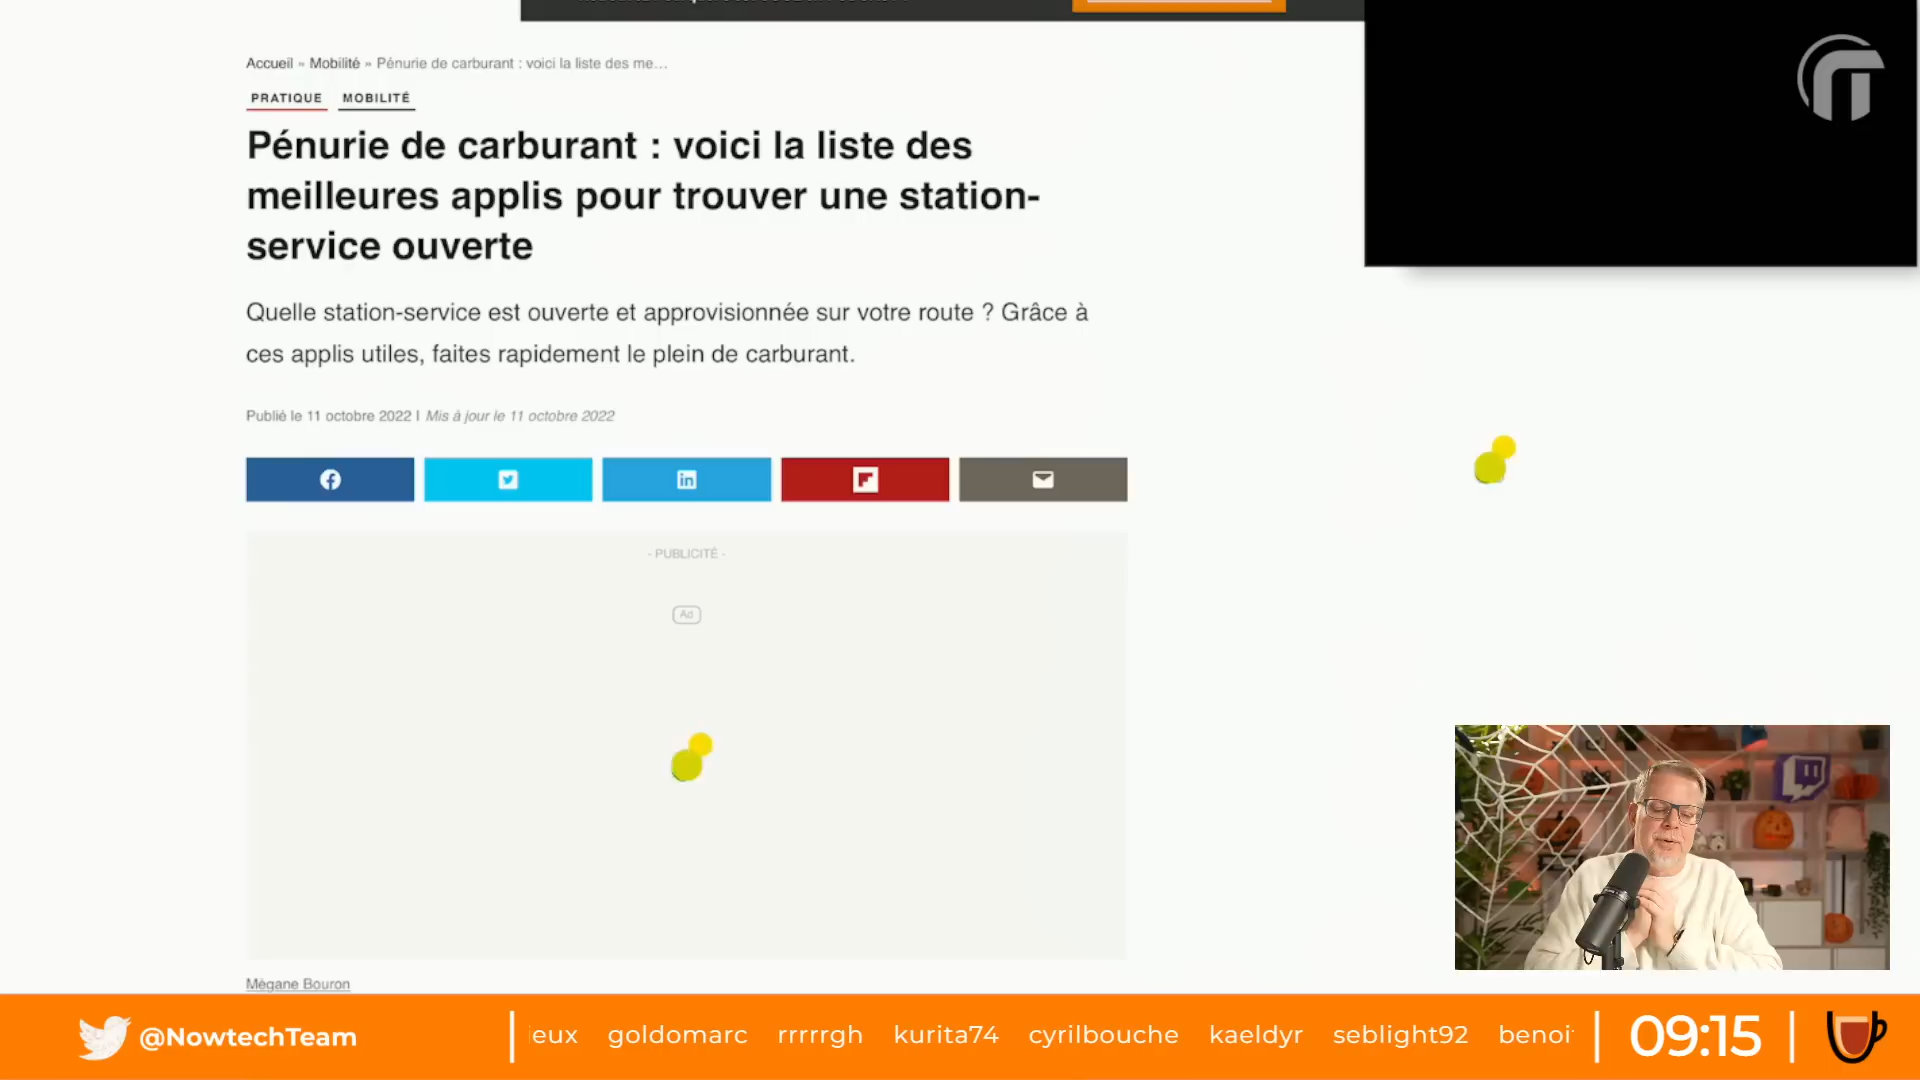 Accueil » Mobilité » Pénurie de carburant : voici la liste des me...
PRATIQUE MOBILITÉ
Pénurie de carburant : voici la liste des
meilleures applis pour trouver une station-
service ouverte
Quelle station-service est ouverte et approvisionnée sur votre route ? Grâce à
ces applis utiles, faites rapidement le plein de carburant.
Publié le 11 octobre 2022 | Mis à jour le 11 octobre 2022
- PUBLICITÉ -
Ad
Mégane Bouron
@NowtechTeam
goldomarc rrrrrgh kurita74 cyrilbouche kaeldyr seblight92
09:15